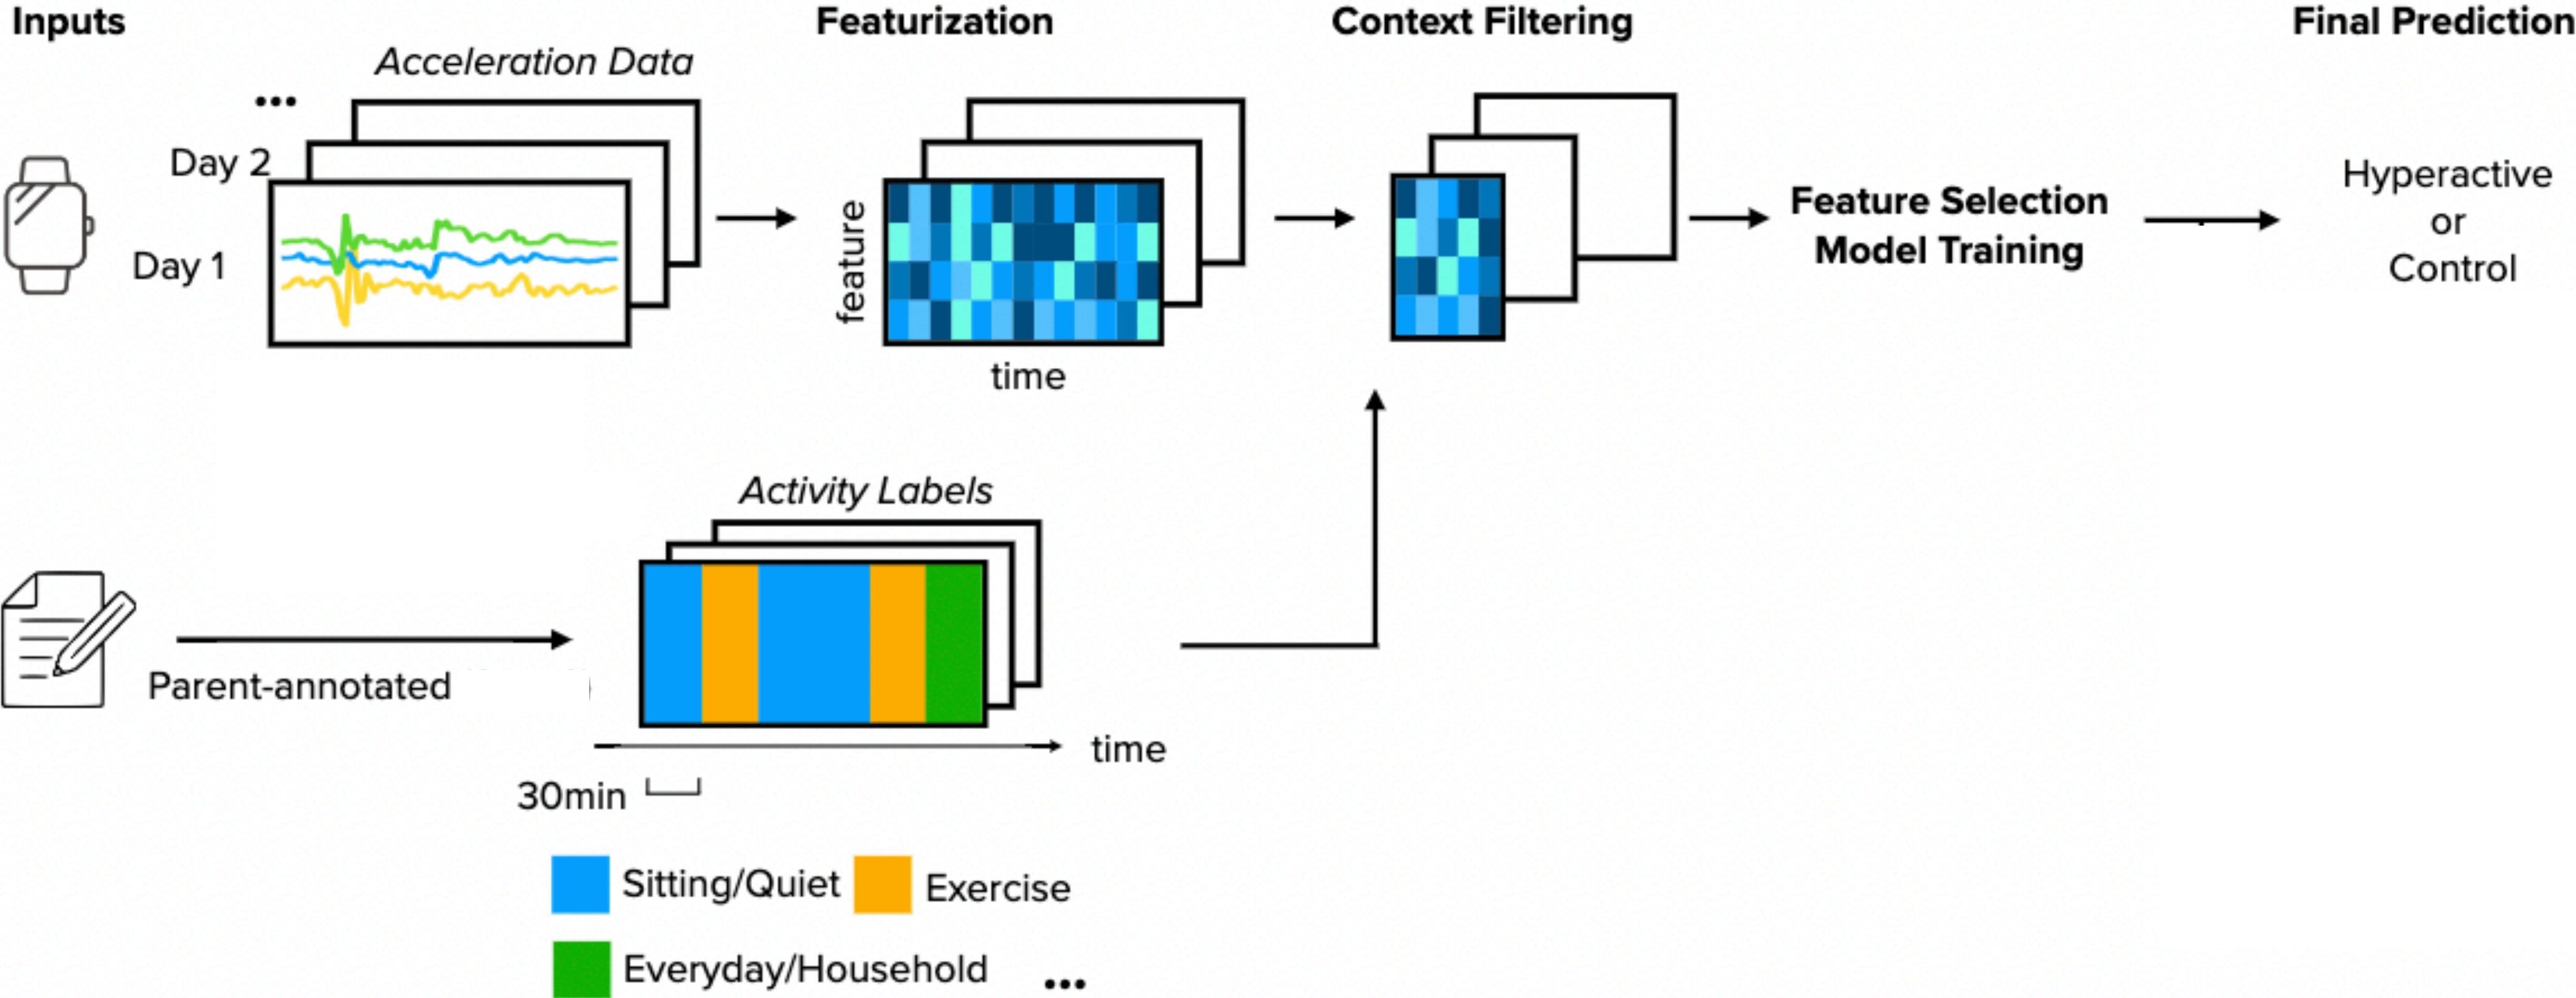 Inputs
Featurization
Context Filtering
Final Prediction
Acceleration Data
...
Day 2
Day 1
feature
time
Feature Selection
Model Training
Hyperactive
or
Control
Activity Labels
Parent-annotated
time
30min
Sitting/Quiet
Exercise
Everyday/Household
...